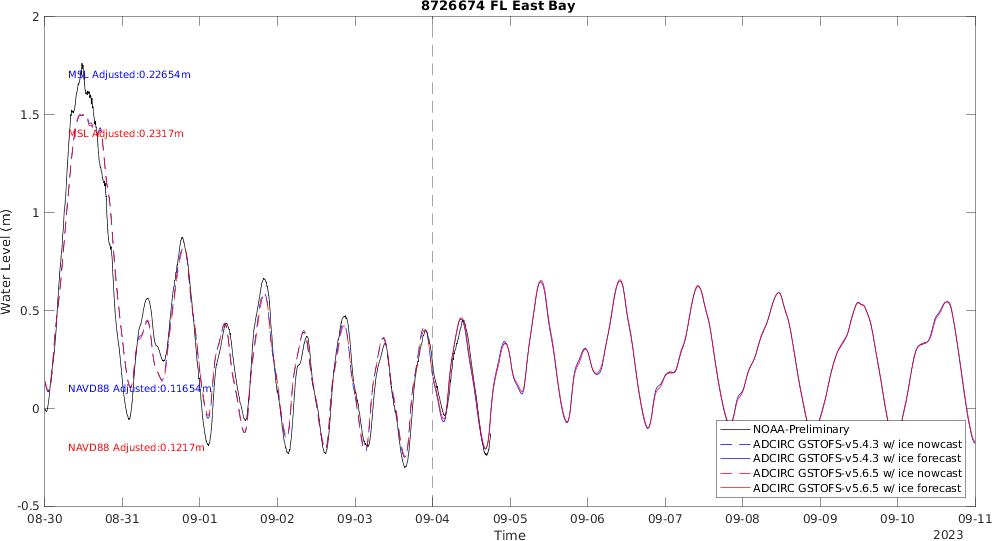 8726674 FL East Bay
2
1.5
1
0.5
0
-0.5
Water Level (m)
MSL Adjusted:0.22654m
MSL Adjusted:0.2317m
NAVD88 Adjusted:0.11654m
NAVD88 Adjusted:0.1217m
NOAA-Preliminary
ADCIRC GSTOFS-v5.4.3 w/ ice nowcast
ADCIRC GSTOFS-v5.4.3 w/ ice forecast
ADCIRC GSTOFS-v5.6.5 w/ ice nowcast
ADCIRC GSTOFS-v5.6.5 w/ ice forecast
08-30 08-31 09-01 09-02 09-03 09-04 09-05 09-06 09-07 09-08 09-09 09-10 09-11
Time
2023